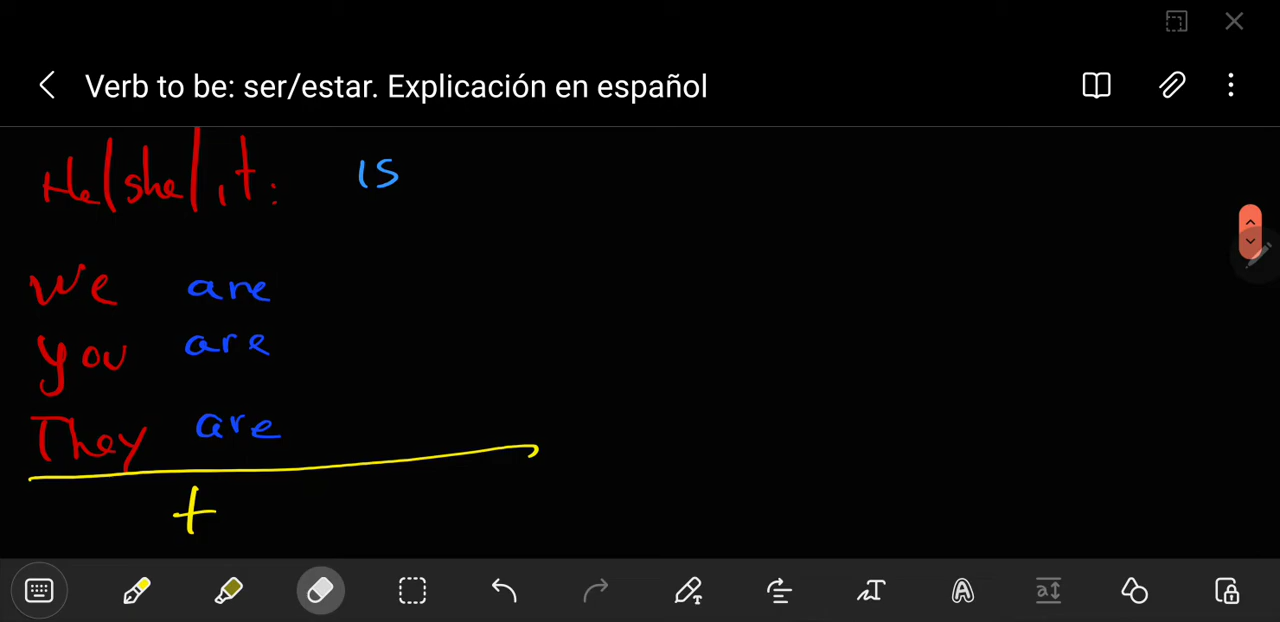 Verb to be: ser/estar. Explicación en español
He/she/it: is
We are
you are
They are
+